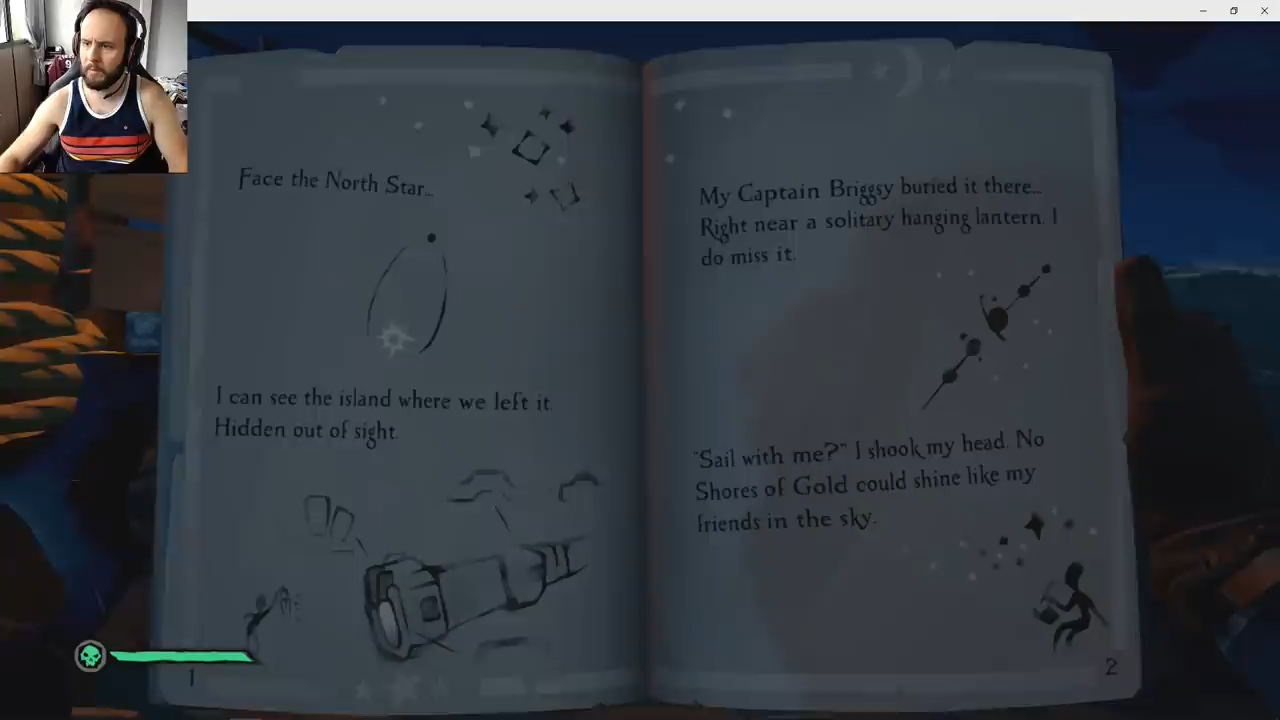 Face the North Star...
I can see the island where we left it.
Hidden out of sight.
1
My Captain Briggsy buried it there...
Right near a solitary hanging lantern. I
do miss it.
"Sail with me?" I shook my head. No
Shores of Gold could shine like my
friends in the sky.
2